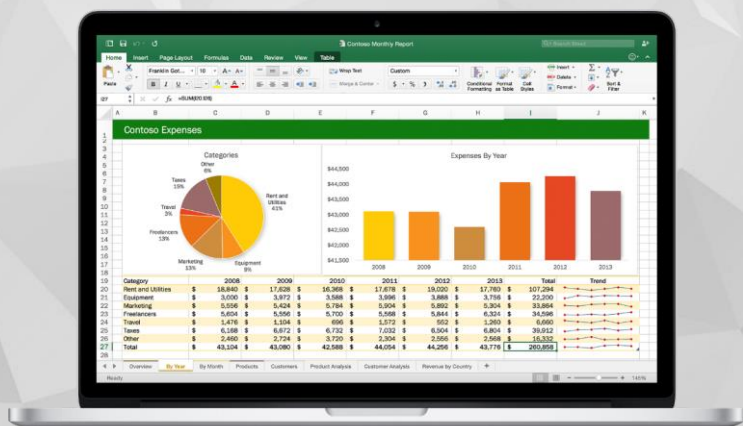 Contoso Monthly Report
Home Insert Page Layout Formulas Data Review View Table
Paste
Franklin Got... 10 A▴ A▾
Wrap Text
Custom
Insert
B I U
Merge & Center
$ % )
Conditional Formatting
Format as Table
Cell Styles
Delete
Format
Sort & Filter
fx
A B C D E F G H I J K
Contoso Expenses
Categories
Other
6%
Taxes
15%
Travel
3%
Freelancers
13%
Marketing
13%
Equipment
9%
Rent and Utilities
41%
Expenses By Year
$44,500
$44,000
$43,500
$43,000
$42,500
$42,000
$41,500
2008 2009 2010 2011 2012 2013
Category 2008 2009 2010 2011 2012 2013 Total Trend
Rent and Utilities $ 18,840 $ 17,628 $ 16,368 $ 17,678 $ 19,020 $ 17,760 $ 107,294
Equipment $ 3,000 $ 3,972 $ 3,588 $ 3,996 $ 3,888 $ 3,756 $ 22,200
Marketing $ 5,556 $ 5,424 $ 5,784 $ 5,904 $ 5,892 $ 5,304 $ 33,864
Freelancers $ 5,604 $ 5,556 $ 5,700 $ 5,568 $ 5,844 $ 6,324 $ 34,596
Travel $ 1,476 $ 1,104 $ 696 $ 1,572 $ 552 $ 1,260 $ 6,660
Taxes $ 6,168 $ 6,672 $ 6,732 $ 7,032 $ 6,504 $ 6,804 $ 39,912
Other $ 2,460 $ 2,724 $ 3,720 $ 2,304 $ 2,556 $ 2,568 $ 16,332
Total $ 43,104 $ 43,080 $ 42,588 $ 44,054 $ 44,256 $ 43,776 $ 260,858
Overview By Year By Month Products Customers Product Analysis Customer Analysis Revenue by Country +
Ready
145%